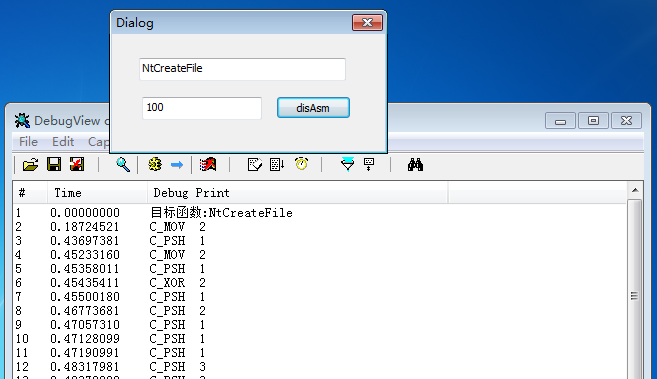 Dialog
NtCreateFile
100 disAsm
DebugView
File Edit Cap
# Time Debug Print
1 0.00000000 目标函数:NtCreateFile
2 0.18724521 C_MOV 2
3 0.43697381 C_PSH 1
4 0.45233160 C_MOV 2
5 0.45358011 C_PSH 1
6 0.45435411 C_XOR 2
7 0.45500180 C_PSH 1
8 0.46773681 C_PSH 2
9 0.47057310 C_PSH 1
10 0.47128099 C_PSH 1
11 0.47190991 C_PSH 1
12 0.48317981 C_PSH 3